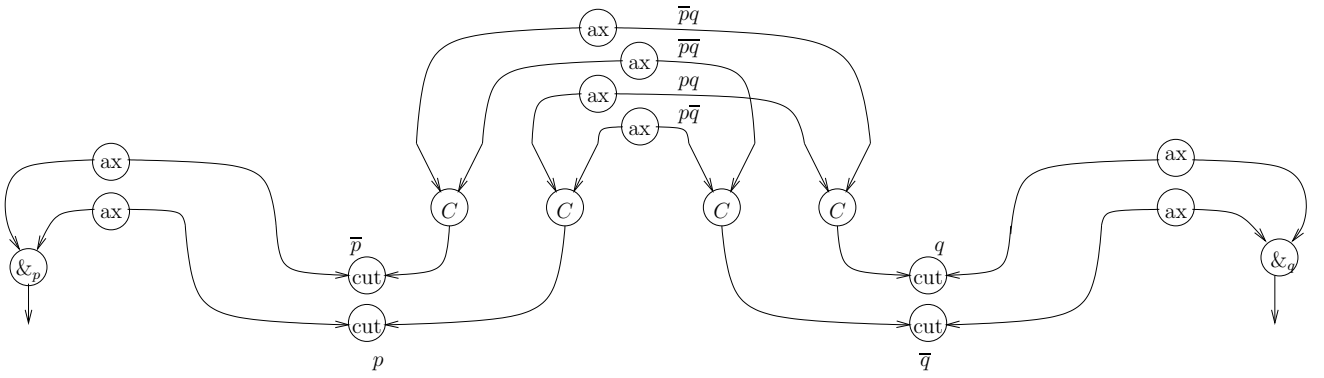 ax p̅q
ax p̅q̅
ax pq
ax pq̅
ax ax
ax ax
C C C C
p̅ q
&ₚ cut cut &q
cut cut
p q̅